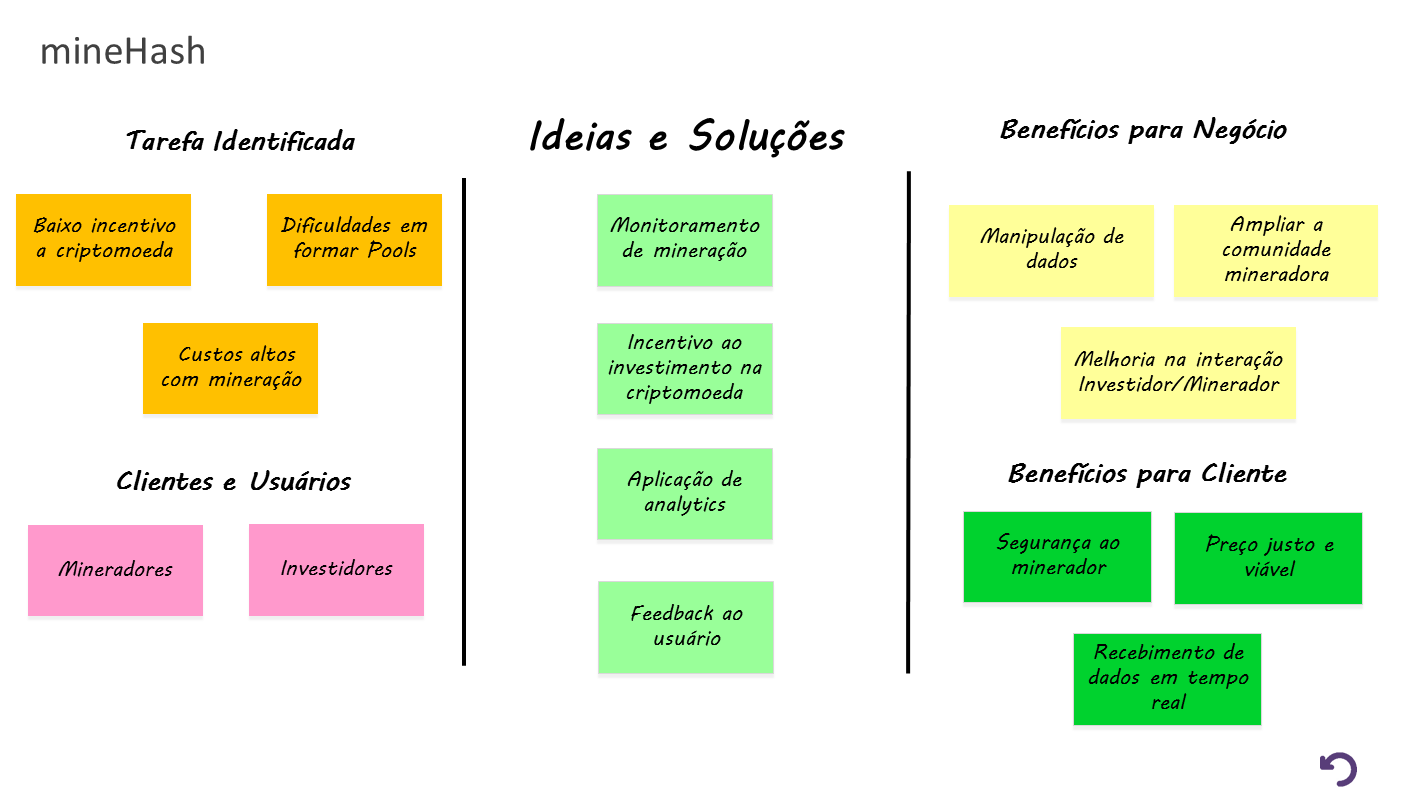 mineHash
Tarefa Identificada
Baixo incentivo
a criptomoeda
Dificuldades em
formar Pools
Custos altos
com mineração
Clientes e Usuários
Mineradores
Investidores
Ideias e Soluções
Monitoramento
de mineração
Incentivo ao
investimento na
criptomoeda
Aplicação de
analytics
Feedback ao
usuário
Benefícios para Negócio
Manipulação de
dados
Ampliar a
comunidade
mineradora
Melhoria na interação
Investidor/Minerador
Benefícios para Cliente
Segurança ao
minerador
Preço justo e
viável
Recebimento de
dados em tempo
real